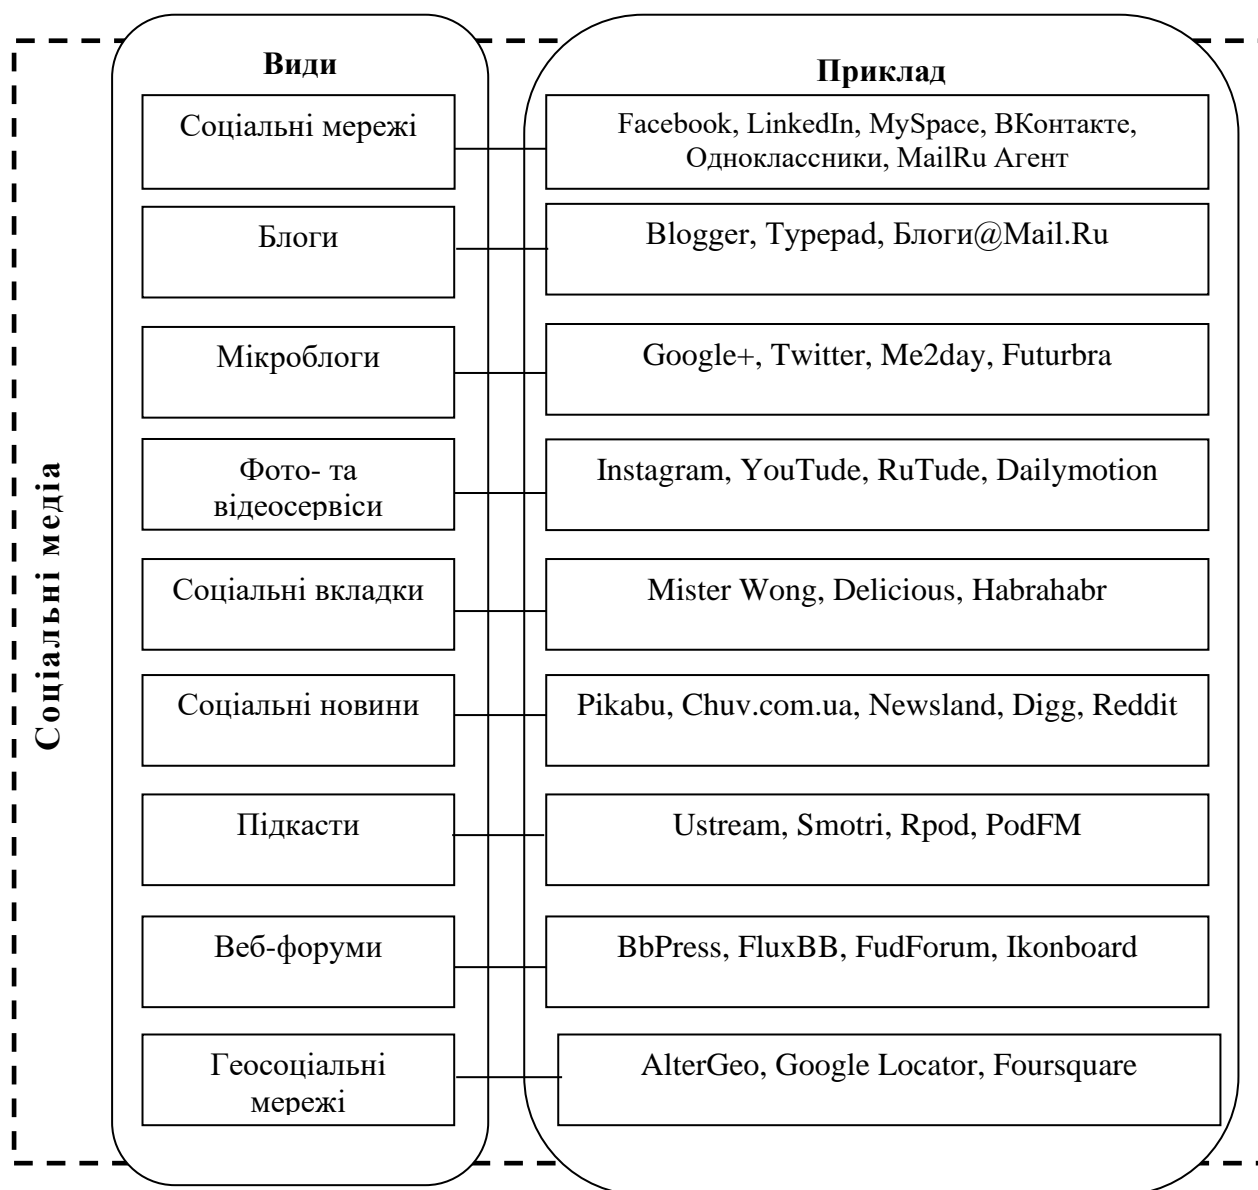 Соціальні медіа
Види
Приклад
Соціальні мережі
Facebook, LinkedIn, MySpace, ВКонтакте,
Одноклассники, MailRu Агент
Блоги
Blogger, Typepad, Блоги@Mail.Ru
Мікроблоги
Google+, Twitter, Me2day, Futurbra
Фото- та
відеосервіси
Instagram, YouTude, RuTude, Dailymotion
Соціальні вкладки
Mister Wong, Delicious, Habrahabr
Соціальні новини
Pikabu, Chuv.com.ua, Newsland, Digg, Reddit
Підкасти
Ustream, Smotri, Rpod, PodFM
Веб-форуми
BbPress, FluxBB, FudForum, Ikonboard
Геосоціальні
мережі
AlterGeo, Google Locator, Foursquare